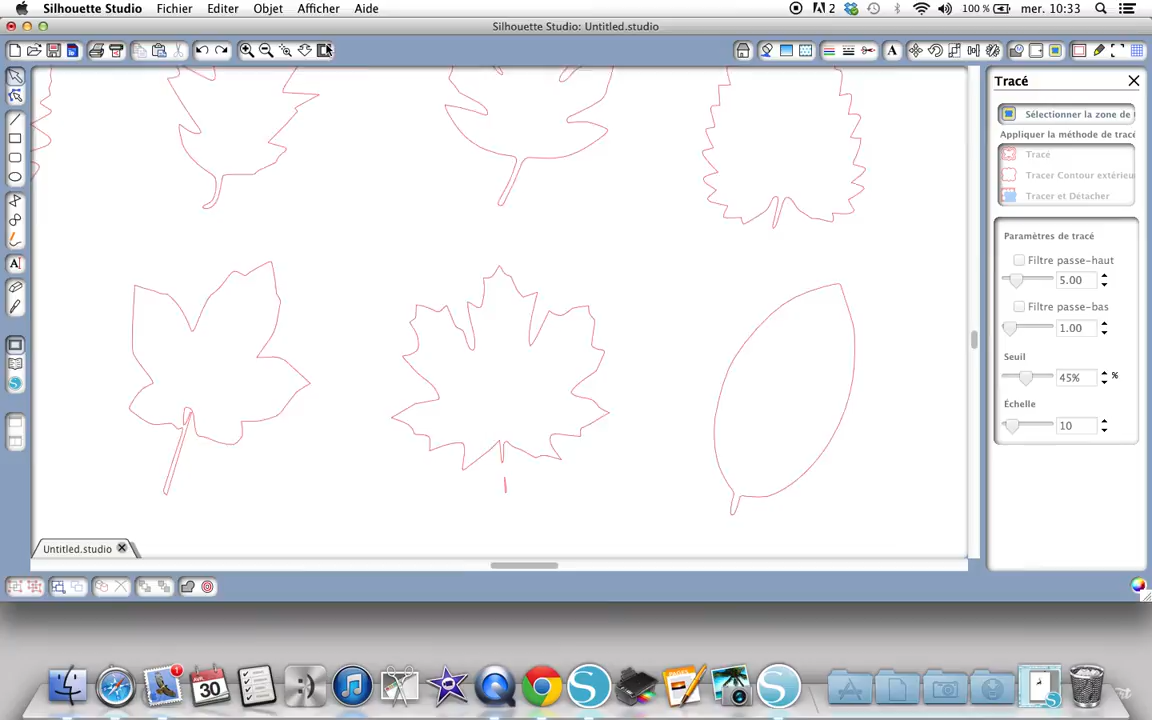 Silhouette Studio Fichier Editer Objet Afficher Aide
2 100 % mer. 10:33
Silhouette Studio: Untitled.studio
Tracé
Sélectionner la zone de
Appliquer la méthode de tracé
Tracé
Tracer Contour extérieu
Tracer et Détacher
Paramètres de tracé
Filtre passe-haut
5.00
Filtre passe-bas
1.00
Seuil
45% %
Échelle
10
Untitled.studio
1
30